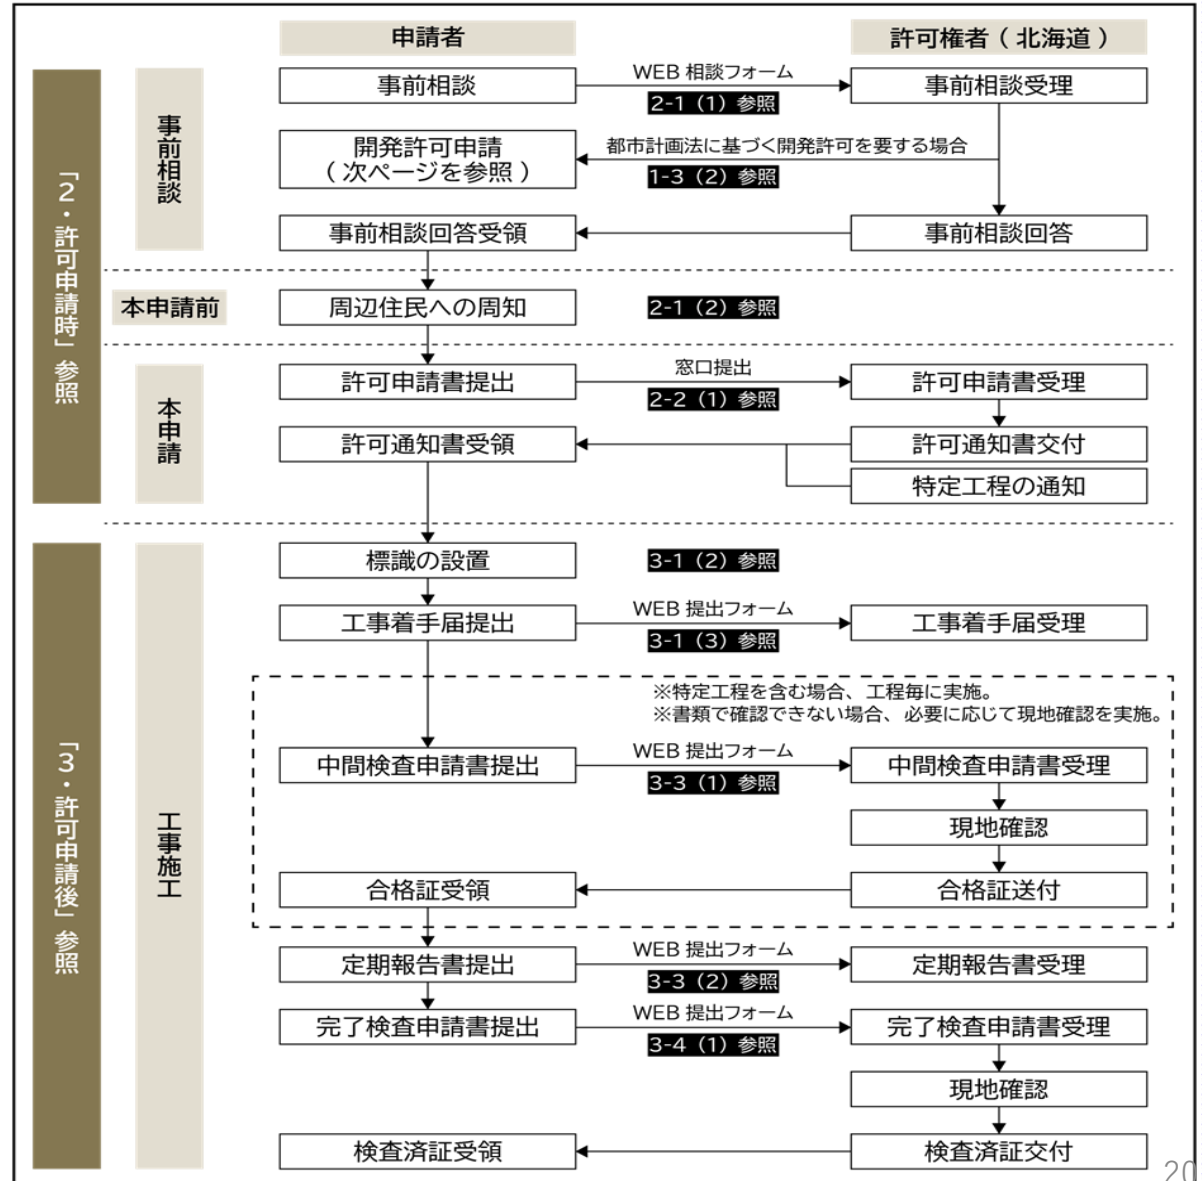 申請者
許可権者（北海道）
「2・許可申請時」参照
事前相談
事前相談
WEB 相談フォーム
2-1（1）参照
事前相談受理
開発許可申請
（次ページを参照）
都市計画法に基づく開発許可を要する場合
1-3（2）参照
事前相談回答受領
事前相談回答
本申請前
周辺住民への周知
2-1（2）参照
本申請
許可申請書提出
窓口提出
2-2（1）参照
許可申請書受理
許可通知書受領
許可通知書交付
特定工程の通知
「3・許可申請後」参照
工事施工
標識の設置
3-1（2）参照
工事着手届提出
WEB 提出フォーム
3-1（3）参照
工事着手届受理
※特定工程を含む場合、工程毎に実施。
※書類で確認できない場合、必要に応じて現地確認を実施。
中間検査申請書提出
WEB 提出フォーム
3-3（1）参照
中間検査申請書受理
現地確認
合格証受領
合格証送付
定期報告書提出
WEB 提出フォーム
3-3（2）参照
定期報告書受理
完了検査申請書提出
WEB 提出フォーム
3-4（1）参照
完了検査申請書受理
現地確認
検査済証受領
検査済証交付
20